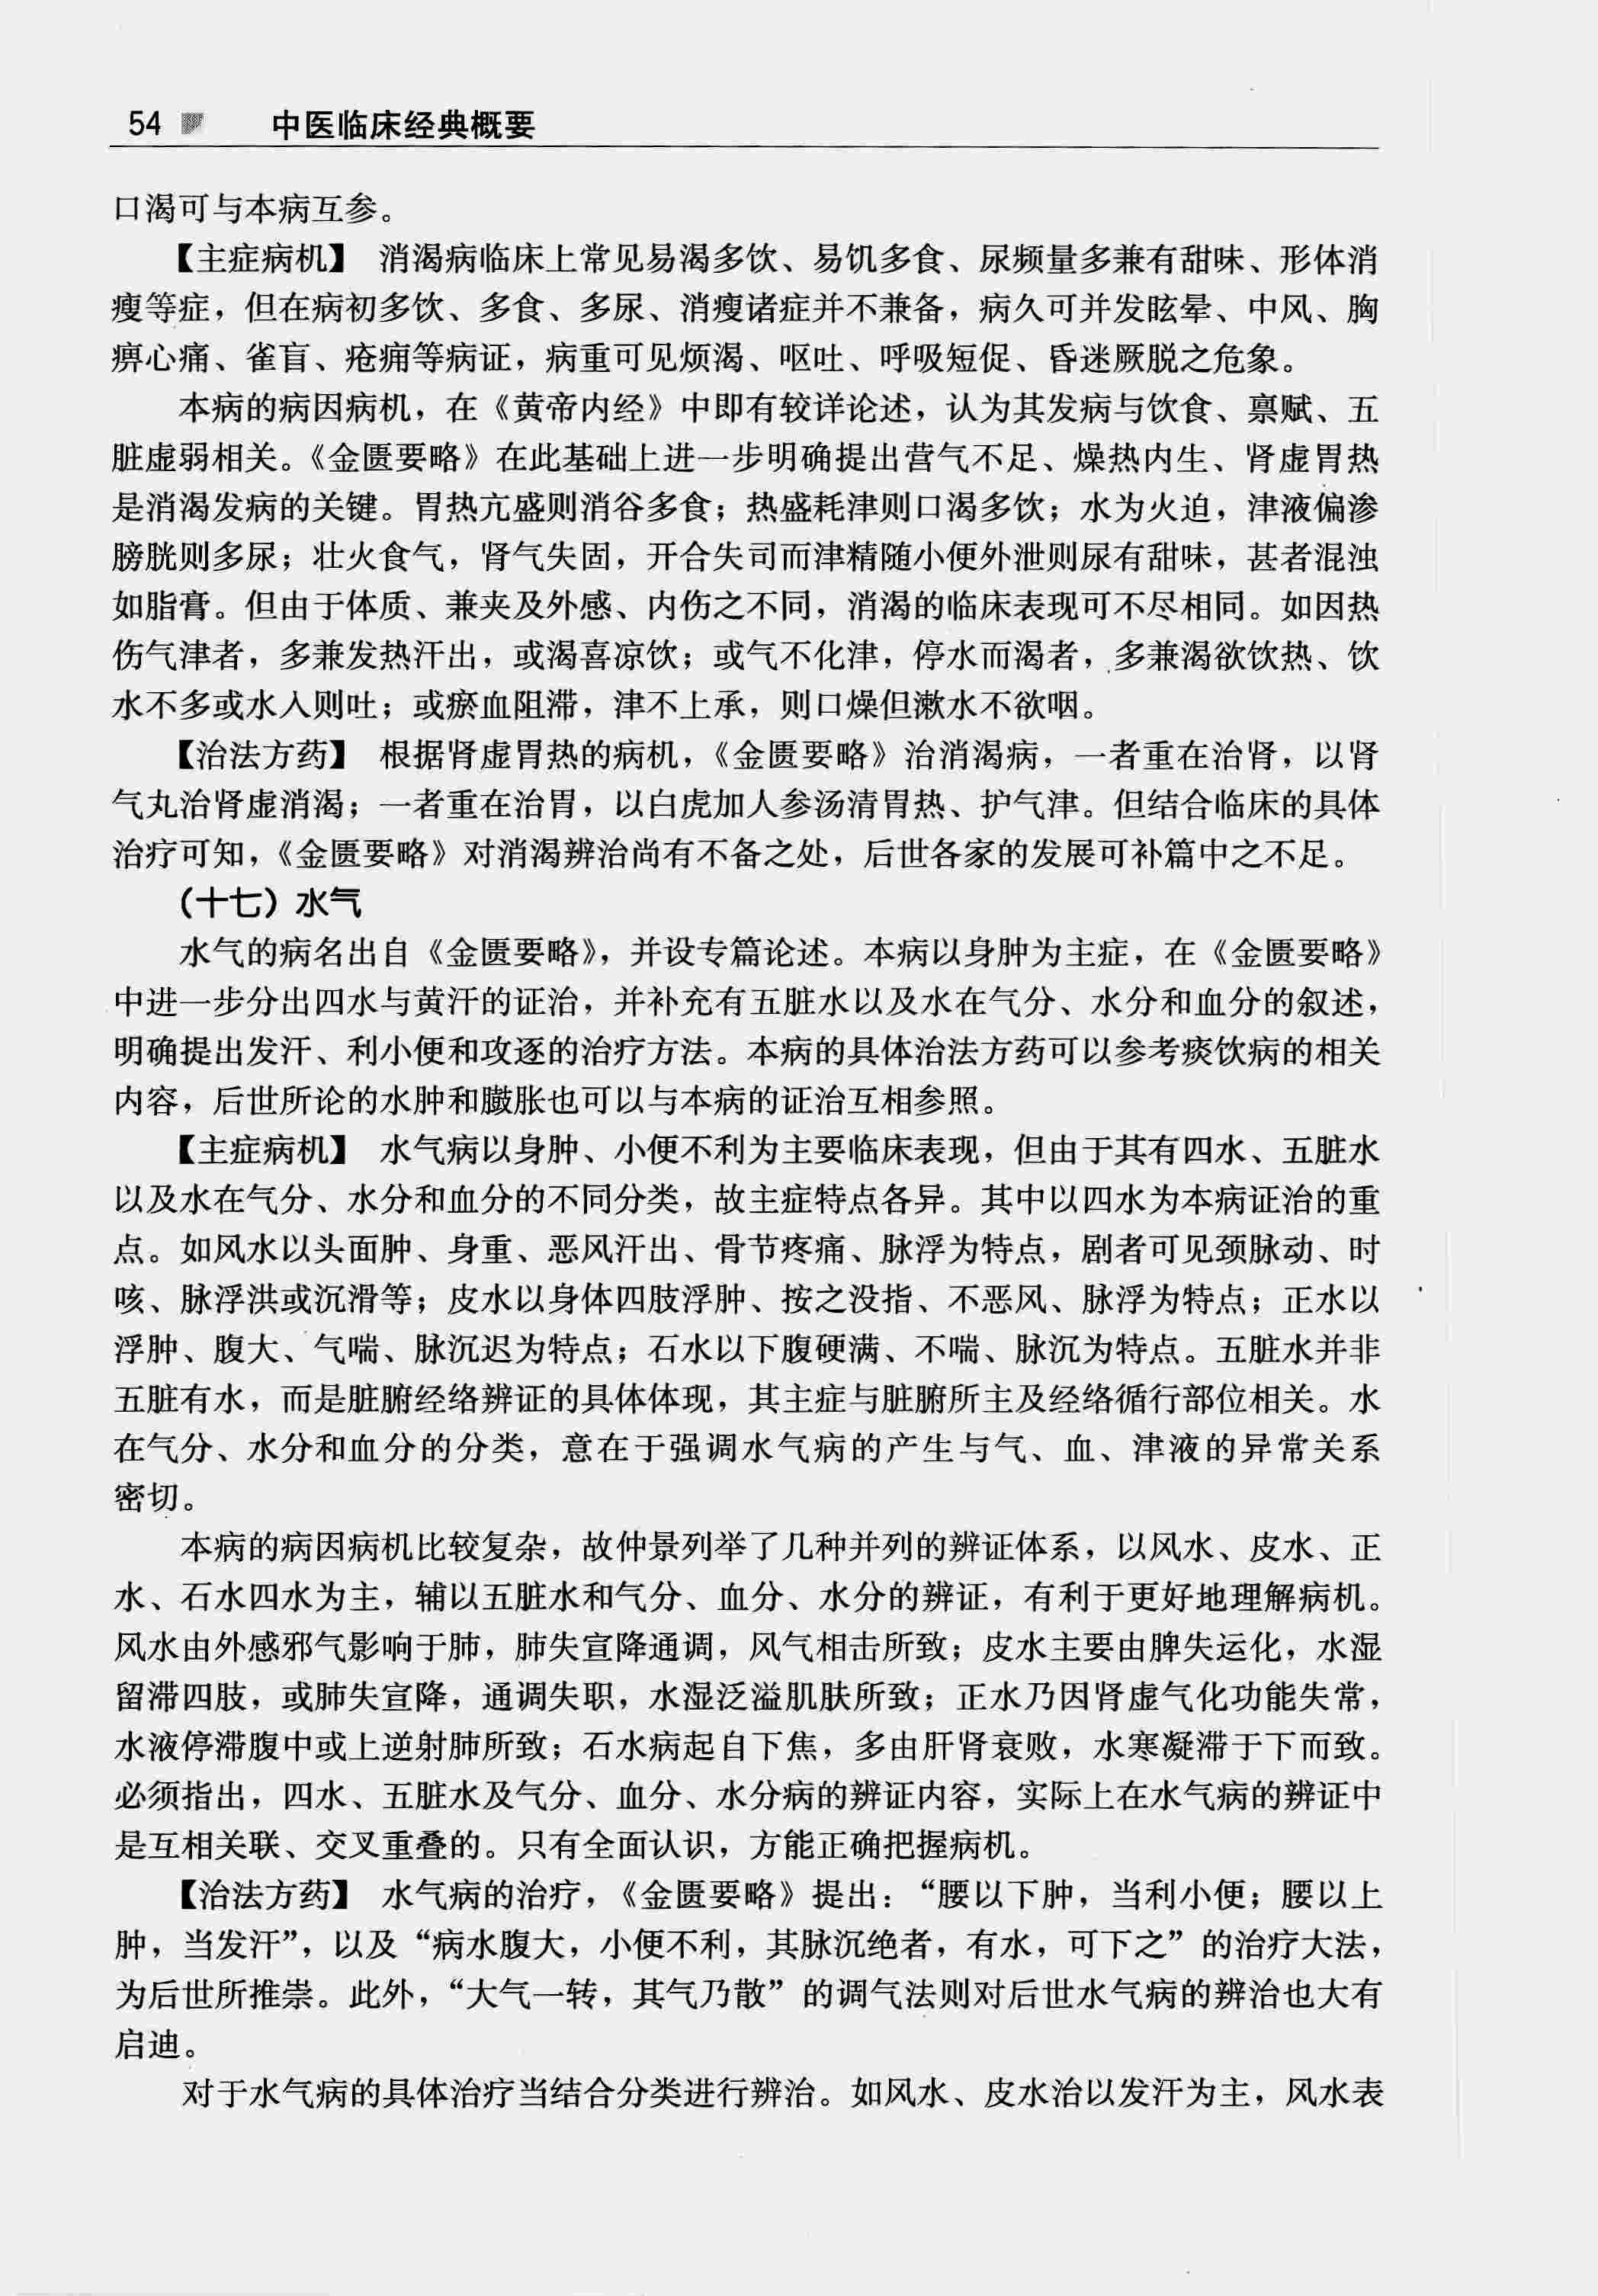 54 中医临床经典概要
口渴可与本病互参。
【主症病机】 消渴病临床上常见易渴多饮、易饥多食、尿频量多兼有甜味、形体消
瘦等症，但在病初多饮、多食、多尿、消瘦诸症并不兼备，病久可并发眩晕、中风、胸
痹心痛、雀盲、疮痈等病证，病重可见烦渴、呕吐、呼吸短促、昏迷厥脱之危象。
本病的病因病机，在《黄帝内经》中即有较详论述，认为其发病与饮食、禀赋、五
脏虚弱相关。《金匮要略》在此基础上进一步明确提出营气不足、燥热内生、肾虚胃热
是消渴发病的关键。胃热亢盛则消谷多食；热盛耗津则口渴多饮；水为火迫，津液偏渗
膀胱则多尿；壮火食气，肾气失固，开合失司而津精随小便外泄则尿有甜味，甚者混浊
如脂膏。但由于体质、兼夹及外感、内伤之不同，消渴的临床表现可不尽相同。如因热
伤气津者，多兼发热汗出，或渴喜凉饮；或气不化津，停水而渴者，多兼渴欲饮热、饮
水不多或水入则吐；或瘀血阻滞，津不上承，则口燥但漱水不欲咽。
【治法方药】 根据肾虚胃热的病机，《金匮要略》治消渴病，一者重在治肾，以肾
气丸治肾虚消渴；一者重在治胃，以白虎加人参汤清胃热、护气津。但结合临床的具体
治疗可知，《金匮要略》对消渴辨治尚有不备之处，后世各家的发展可补篇中之不足。
（十七）水气
水气的病名出自《金匮要略》，并设专篇论述。本病以身肿为主症，在《金匮要略》
中进一步分出四水与黄汗的证治，并补充有五脏水以及水在气分、水分和血分的叙述，
明确提出发汗、利小便和攻逐的治疗方法。本病的具体治法方药可以参考痰饮病的相关
内容，后世所论的水肿和臌胀也可以与本病的证治互相参照。
【主症病机】 水气病以身肿、小便不利为主要临床表现，但由于其有四水、五脏水
以及水在气分、水分和血分的不同分类，故主症特点各异。其中以四水为本病证治的重
点。如风水以头面肿、身重、恶风汗出、骨节疼痛、脉浮为特点，剧者可见颈脉动、时
咳、脉浮洪或沉滑等；皮水以身体四肢浮肿、按之没指、不恶风、脉浮为特点；正水以
浮肿、腹大、气喘、脉沉迟为特点；石水以下腹硬满、不喘、脉沉为特点。五脏水并非
五脏有水，而是脏腑经络辨证的具体体现，其主症与脏腑所主及经络循行部位相关。水
在气分、水分和血分的分类，意在于强调水气病的产生与气、血、津液的异常关系
密切。
本病的病因病机比较复杂，故仲景列举了几种并列的辨证体系，以风水、皮水、正
水、石水四水为主，辅以五脏水和气分、血分、水分的辨证，有利于更好地理解病机。
风水由外感邪气影响于肺，肺失宣降通调，风气相击所致；皮水主要由脾失运化，水湿
留滞四肢，或肺失宣降，通调失职，水湿泛溢肌肤所致；正水乃因肾虚气化功能失常，
水液停滞腹中或上逆射肺所致；石水病起自下焦，多由肝肾衰败，水寒凝滞于下而致。
必须指出，四水、五脏水及气分、血分、水分病的辨证内容，实际上在水气病的辨证中
是互相关联、交叉重叠的。只有全面认识，方能正确把握病机。
【治法方药】 水气病的治疗，《金匮要略》提出：“腰以下肿，当利小便；腰以上
肿，当发汗”，以及“病水腹大，小便不利，其脉沉绝者，有水，可下之”的治疗大法，
为后世所推崇。此外，“大气一转，其气乃散”的调气法则对后世水气病的辨治也大有
启迪。
对于水气病的具体治疗当结合分类进行辨治。如风水、皮水治以发汗为主，风水表